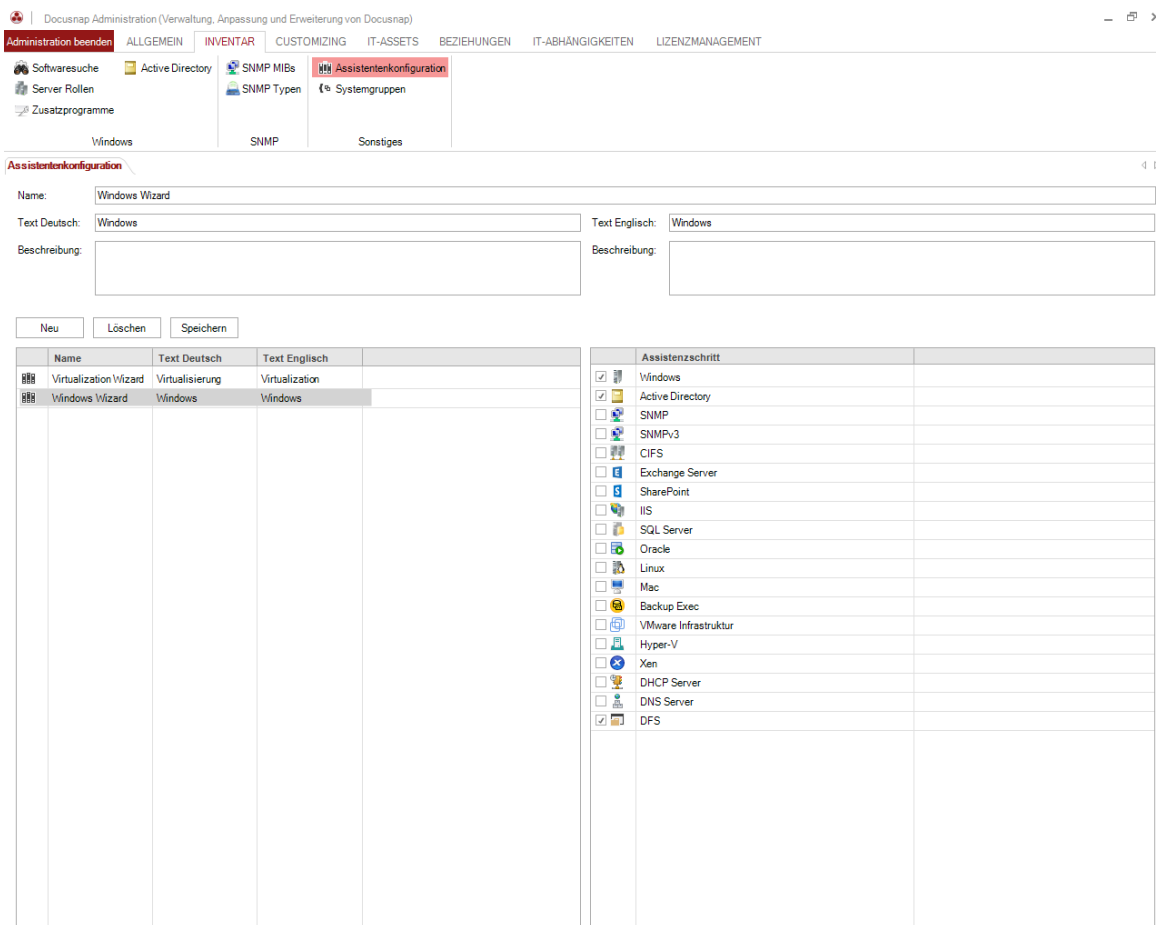 Docusnap Administration (Verwaltung, Anpassung und Erweiterung von Docusnap)
Administration beenden ALLGEMEIN INVENTAR CUSTOMIZING IT-ASSETS BEZIEHUNGEN IT-ABHÄNGIGKEITEN LIZENZMANAGEMENT
Softwaresuche Active Directory SNMP MIBs Assistentenkonfiguration
Server Rollen SNMP Typen Systemgruppen
Zusatzprogramme
Windows SNMP Sonstiges
Assistentenkonfiguration
Name: Windows Wizard
Text Deutsch: Windows Text Englisch: Windows
Beschreibung: Beschreibung:
Neu Löschen Speichern
Name Text Deutsch Text Englisch Assistenzschritt
Virtualization Wizard Virtualisierung Virtualization Windows
Windows Wizard Windows Windows Active Directory
SNMP
SNMPv3
CIFS
Exchange Server
SharePoint
IIS
SQL Server
Oracle
Linux
Mac
Backup Exec
VMware Infrastruktur
Hyper-V
Xen
DHCP Server
DNS Server
DFS